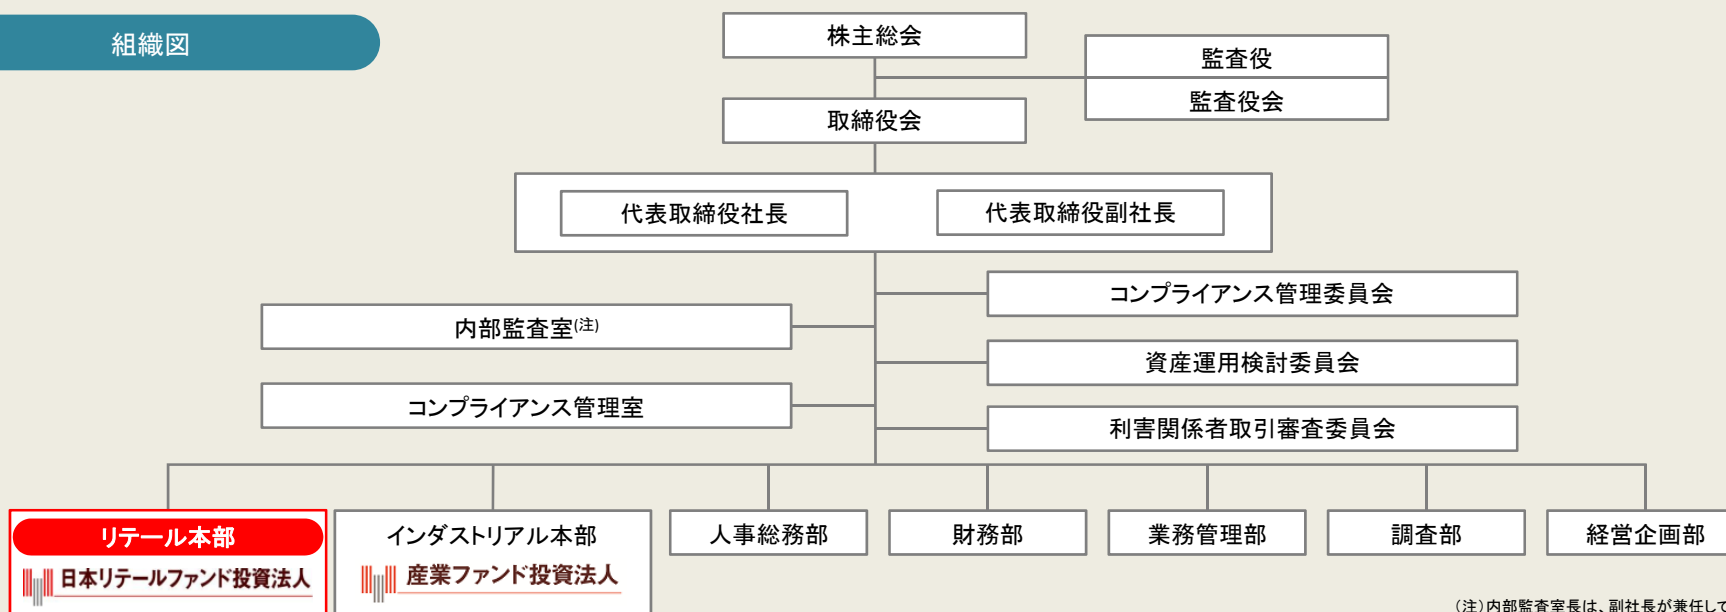 組織図
株主総会
監査役
監査役会
取締役会
代表取締役社長
代表取締役副社長
コンプライアンス管理委員会
内部監査室(注)
資産運用検討委員会
コンプライアンス管理室
利害関係者取引審査委員会
リテール本部
日本リテールファンド投資法人
インダストリアル本部
産業ファンド投資法人
人事総務部
財務部
業務管理部
調査部
経営企画部
(注)内部監査室長は、副社長が兼任して